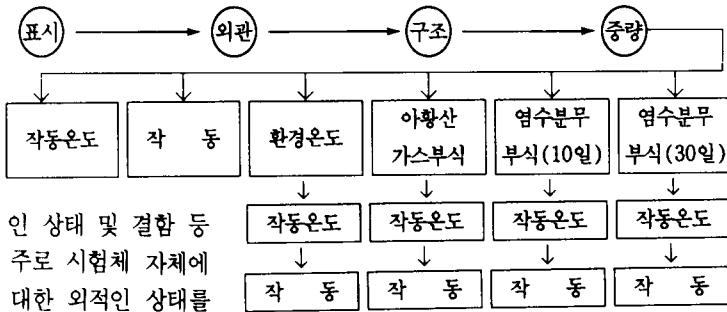 표시 외관 구조 중량
작동온도 작 동 환경온도 아황산 가스부식 염수분무 부식(10일) 염수분무 부식(30일)
인 상태 및 결함 등
작동온도 작동온도 작동온도 작동온도
주로 시험체 자체에
대한 외적인 상태를
작 동 작 동 작 동 작 동